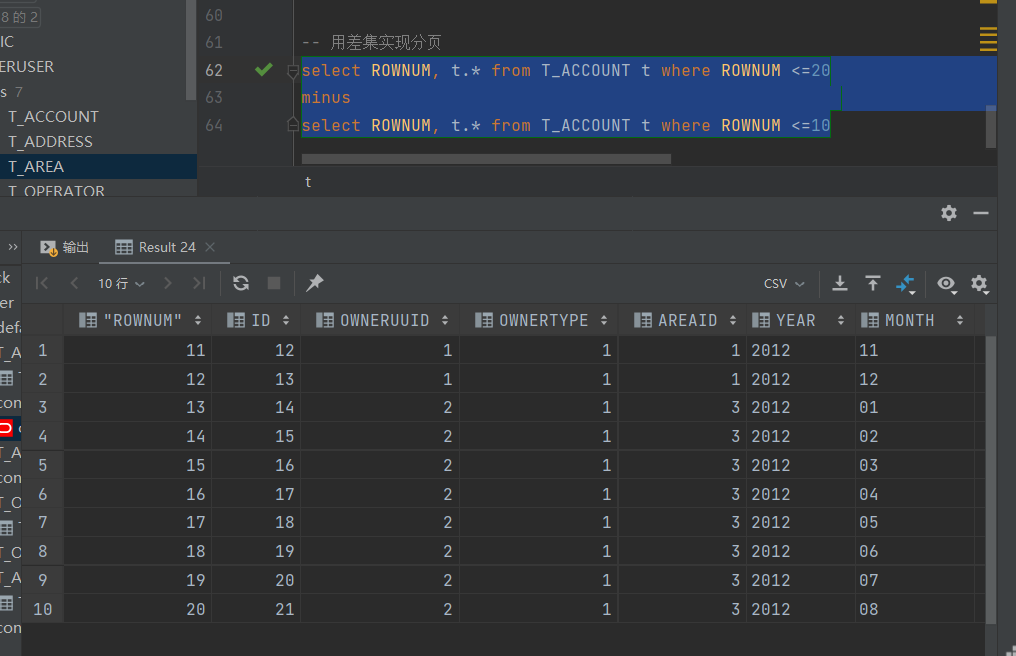 8 的 2
IC
ERUSER
s 7
T_ACCOUNT
T_ADDRESS
T_AREA
T_OPERATOR
60
61 -- 用差集实现分页
62 select ROWNUM, t.* from T_ACCOUNT t where ROWNUM <=20
63 minus
64 select ROWNUM, t.* from T_ACCOUNT t where ROWNUM <=10
t
输出 Result 24
10 行 CSV
"ROWNUM" ID OWNERUUID OWNERTYPE AREAID YEAR MONTH
1 11 12 1 1 1 2012 11
2 12 13 1 1 1 2012 12
3 13 14 2 1 3 2012 01
4 14 15 2 1 3 2012 02
5 15 16 2 1 3 2012 03
6 16 17 2 1 3 2012 04
7 17 18 2 1 3 2012 05
8 18 19 2 1 3 2012 06
9 19 20 2 1 3 2012 07
10 20 21 2 1 3 2012 08